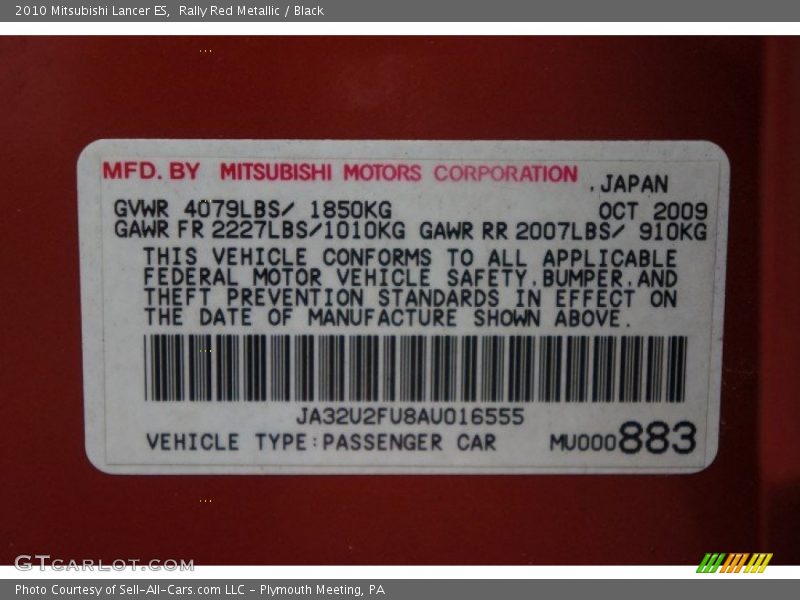 2010 Mitsubishi Lancer ES,  Rally Red Metallic / Black
MFD. BY MITSUBISHI MOTORS CORPORATION
,JAPAN
GVWR 4079LBS/ 1850KG OCT 2009
GAWR FR 2227LBS/1010KG GAWR RR 2007LBS/ 910KG
THIS VEHICLE CONFORMS TO ALL APPLICABLE
FEDERAL MOTOR VEHICLE SAFETY,BUMPER,AND
THEFT PREVENTION STANDARDS IN EFFECT ON
THE DATE OF MANUFACTURE SHOWN ABOVE.
JA32U2FU8AU016555
VEHICLE TYPE:PASSENGER CAR MU000883
GTCARLOT.COM
Photo Courtesy of Sell-All-Cars.com LLC - Plymouth Meeting, PA